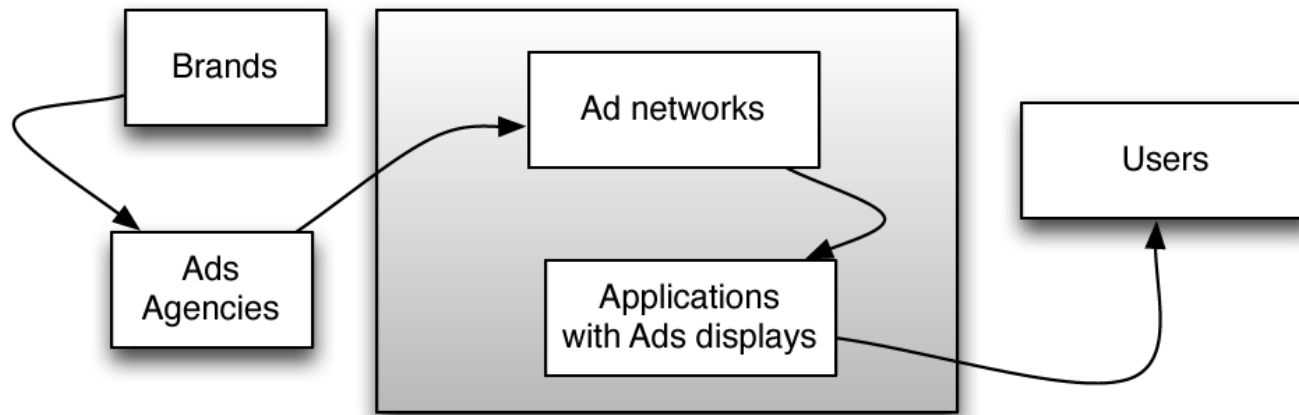 Brands
Ads
Agencies
Ad networks
Applications
with Ads displays
Users